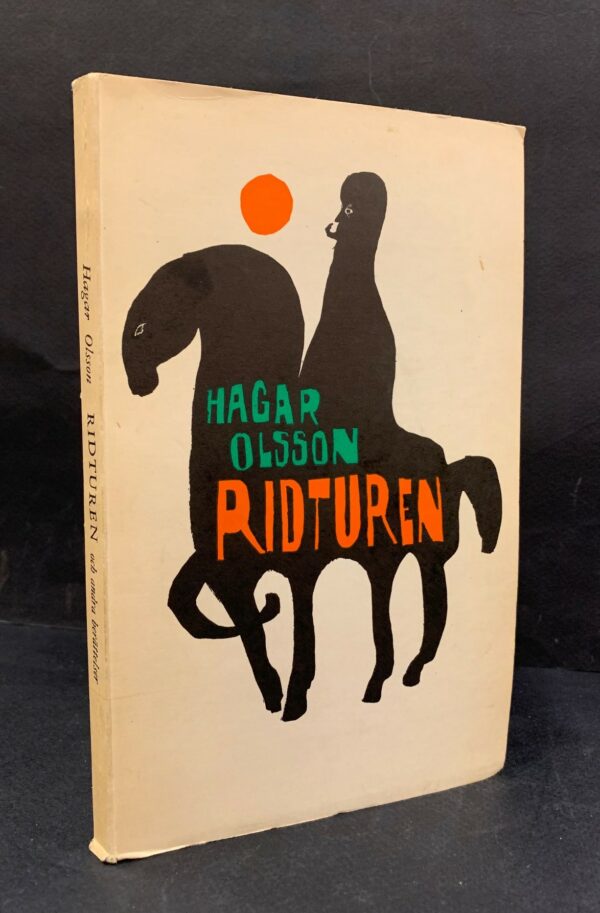 HAGAR
OLSSON
RIDTUREN
Hagar Olsson RIDTUREN och andra berättelser